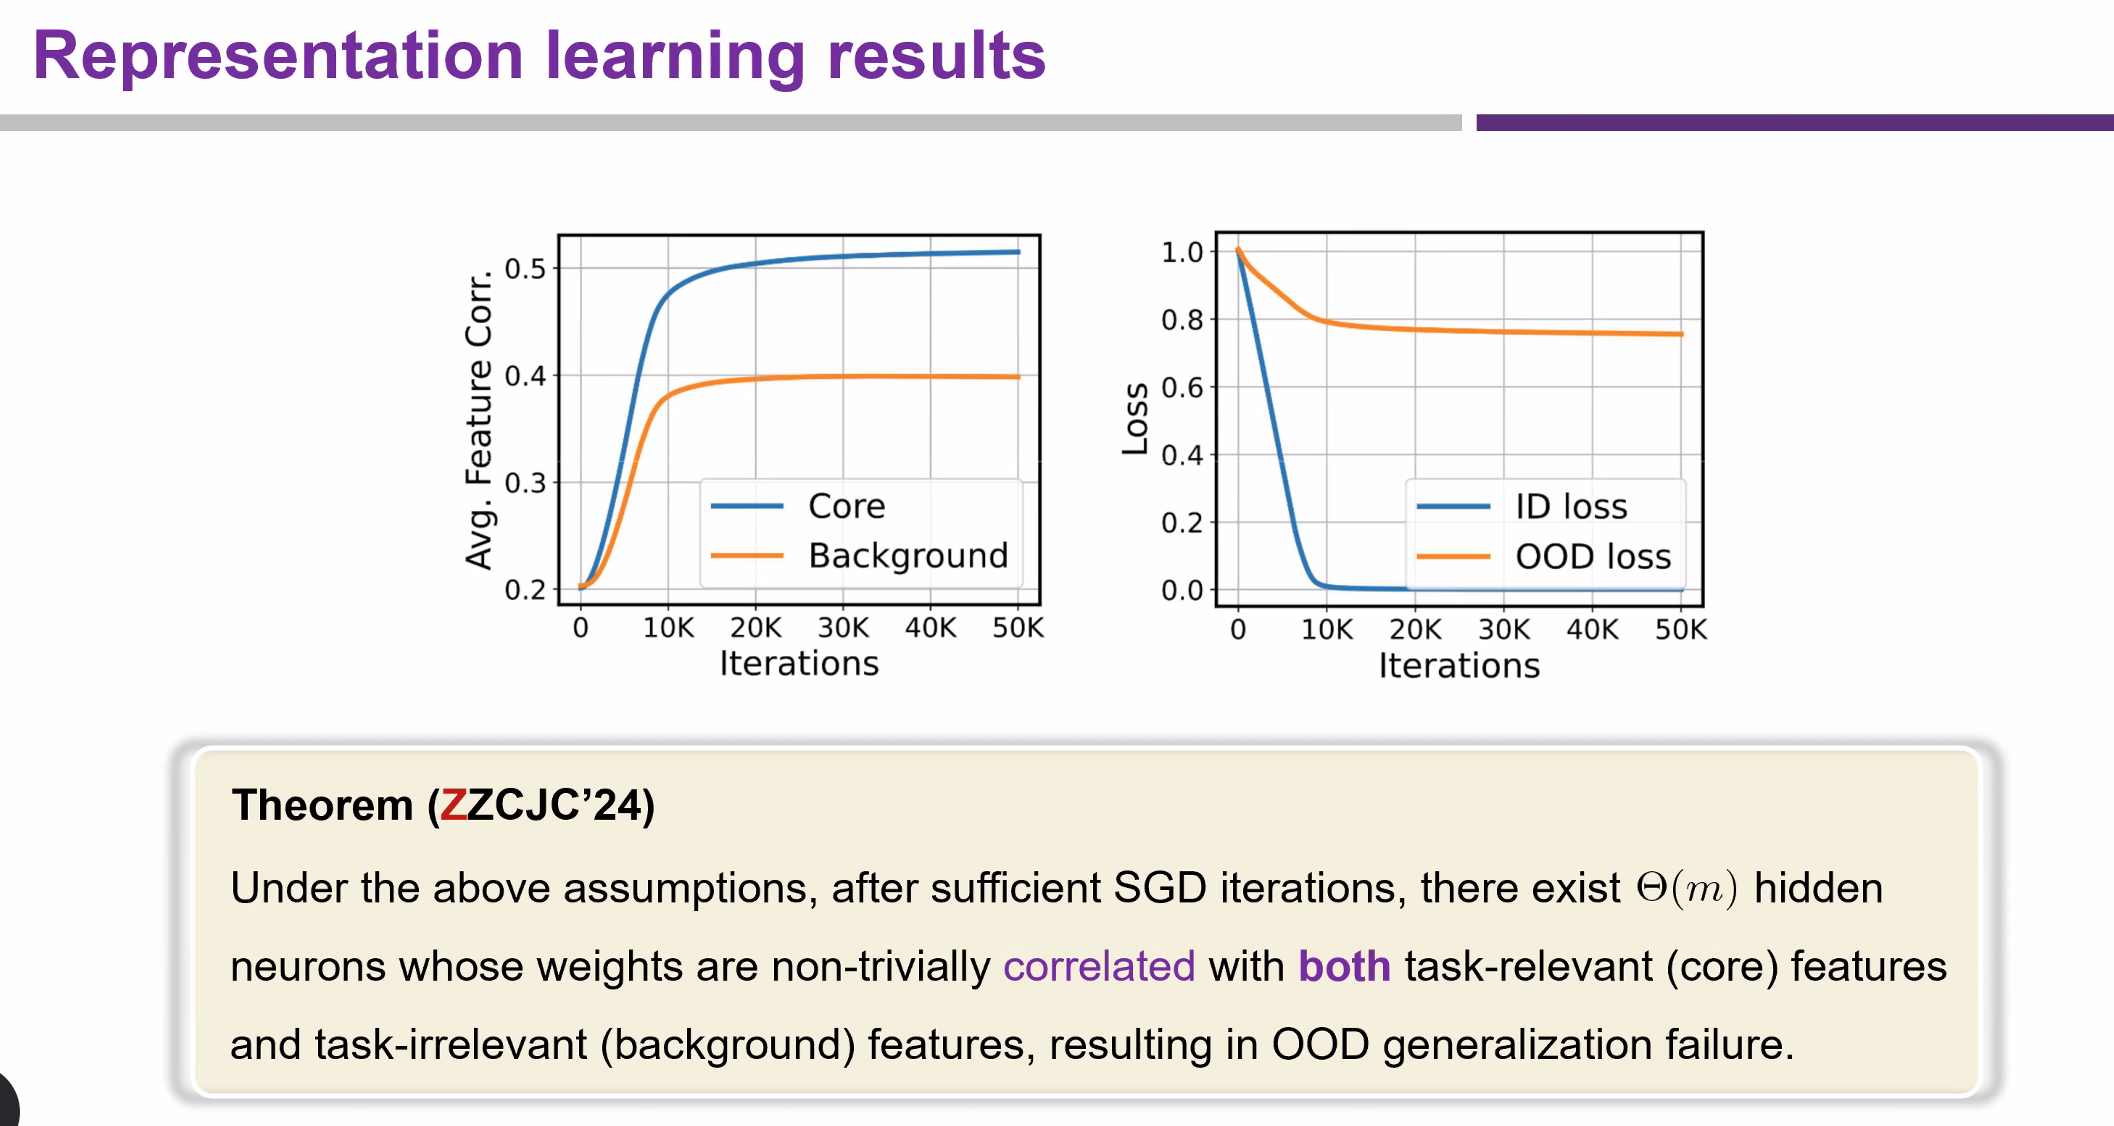 Representation learning results
Avg. Feature Corr.
0.5
0.4
0.3
0.2
Core
Background
0 10K 20K 30K 40K 50K
Iterations
Loss
1.0
0.8
0.6
0.4
0.2
0.0
ID loss
OOD loss
0 10K 20K 30K 40K 50K
Iterations
Theorem (ZZCJC’24)
Under the above assumptions, after sufficient SGD iterations, there exist Θ(m) hidden
neurons whose weights are non-trivially correlated with both task-relevant (core) features
and task-irrelevant (background) features, resulting in OOD generalization failure.